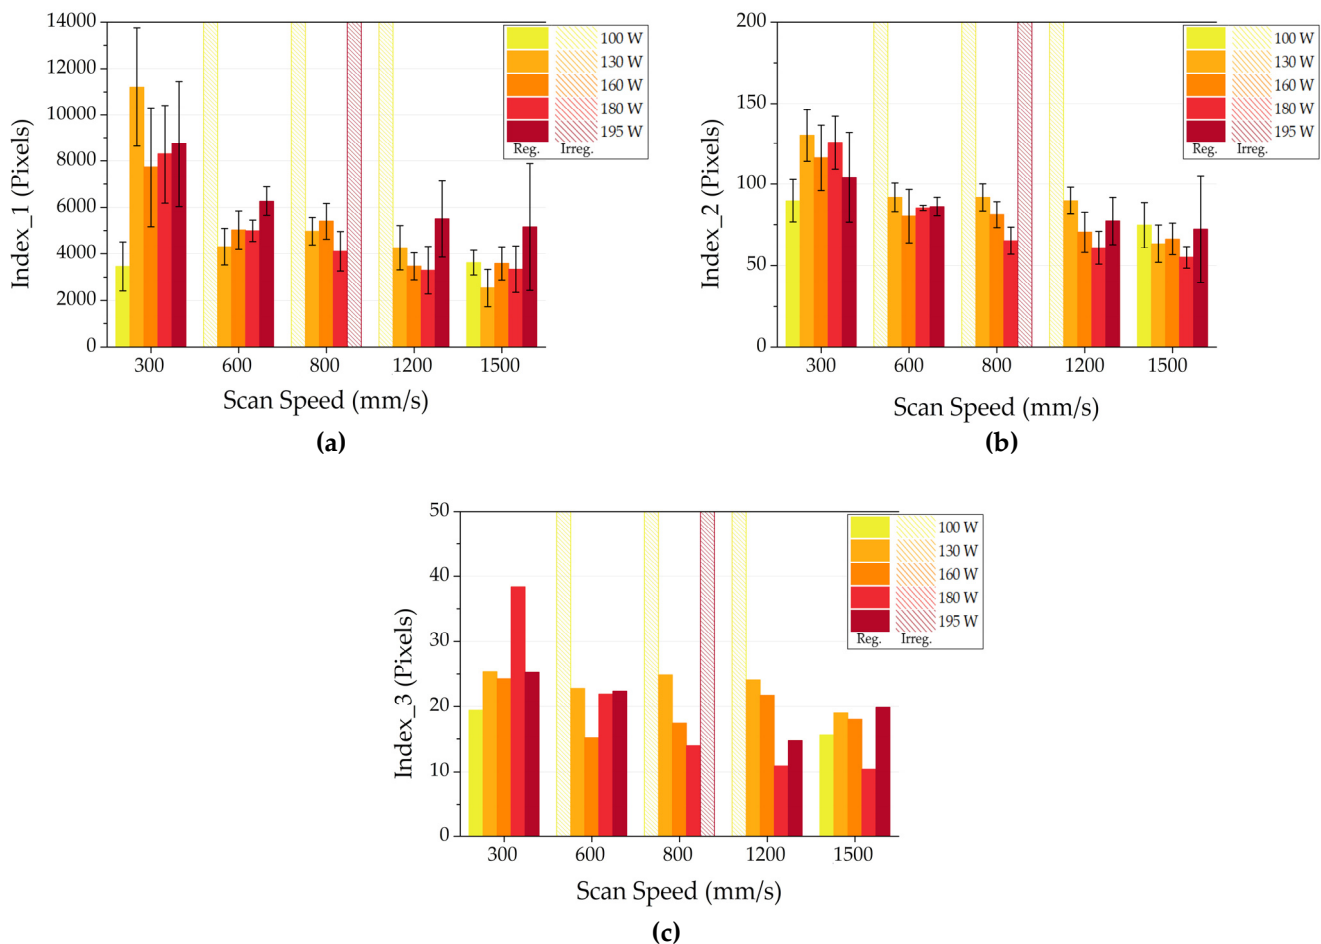 14000
12000
10000
8000
6000
4000
2000
0
Index_1 (Pixels)
300 600 800 1200 1500
Scan Speed (mm/s)
100 W
130 W
160 W
180 W
195 W
Reg. Irreg.
(a)
200
150
100
50
0
Index_2 (Pixels)
300 600 800 1200 1500
Scan Speed (mm/s)
100 W
130 W
160 W
180 W
195 W
Reg. Irreg.
(b)
50
40
30
20
10
0
Index_3 (Pixels)
300 600 800 1200 1500
Scan Speed (mm/s)
100 W
130 W
160 W
180 W
195 W
Reg. Irreg.
(c)